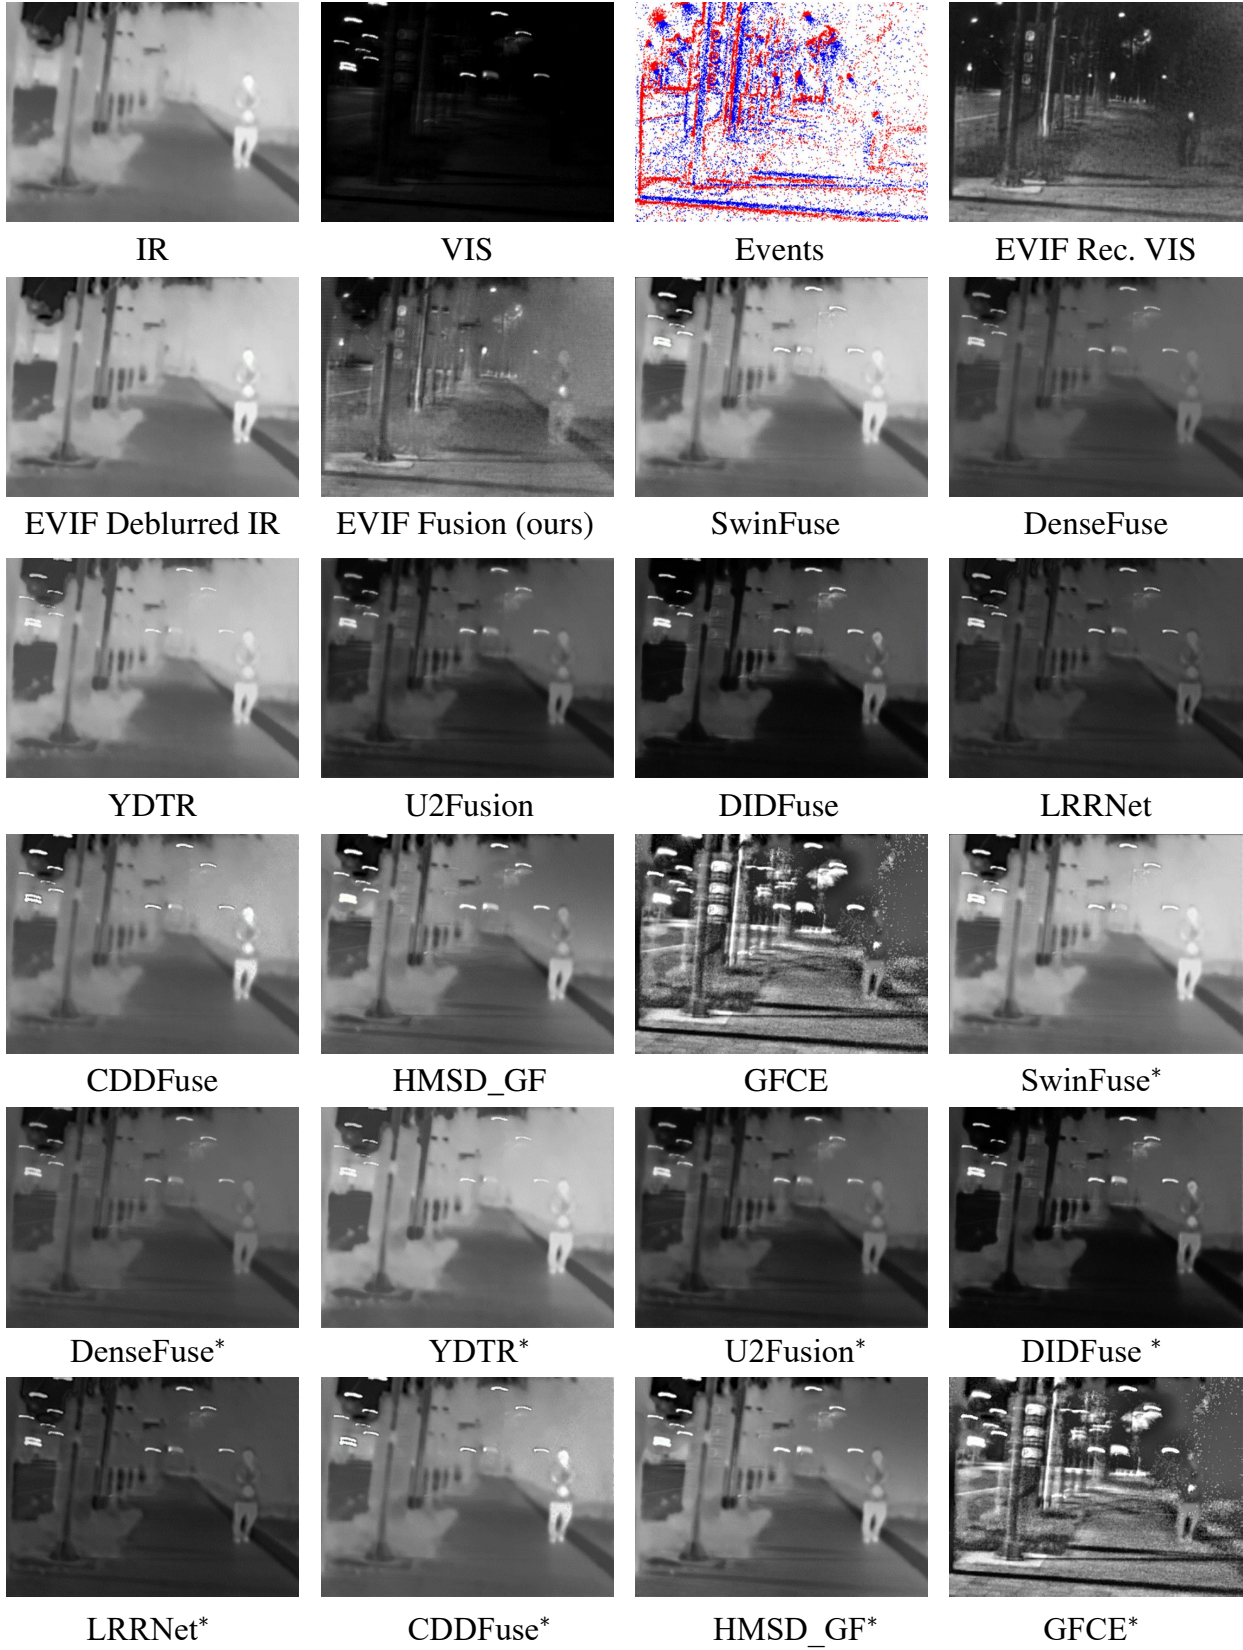 IR VIS Events EVIF Rec. VIS
EVIF Deblurred IR EVIF Fusion (ours) SwinFuse DenseFuse
YDTR U2Fusion DIDFuse LRRNet
CDDFuse HMSD_GF GFCE SwinFuse*
DenseFuse* YDTR* U2Fusion* DIDFuse *
LRRNet* CDDFuse* HMSD_GF* GFCE*